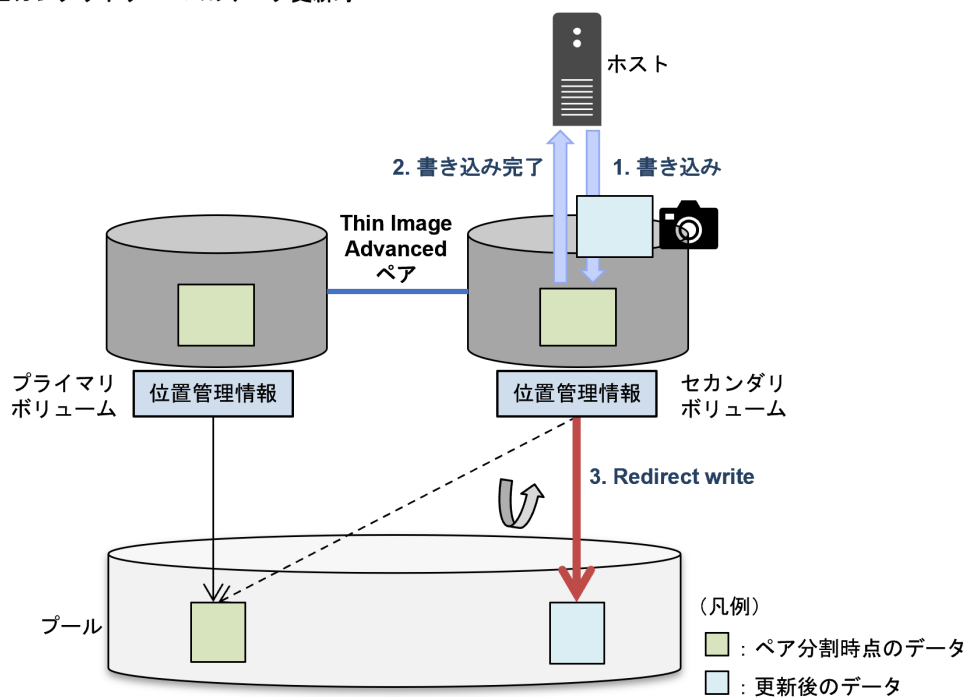 ホスト
2. 書き込み完了
1. 書き込み
Thin Image
Advanced
ペア
プライマリ
ボリューム
位置管理情報
位置管理情報
セカンダリ
ボリューム
3. Redirect write
プール
（凡例）
：ペア分割時点のデータ
：更新後のデータ